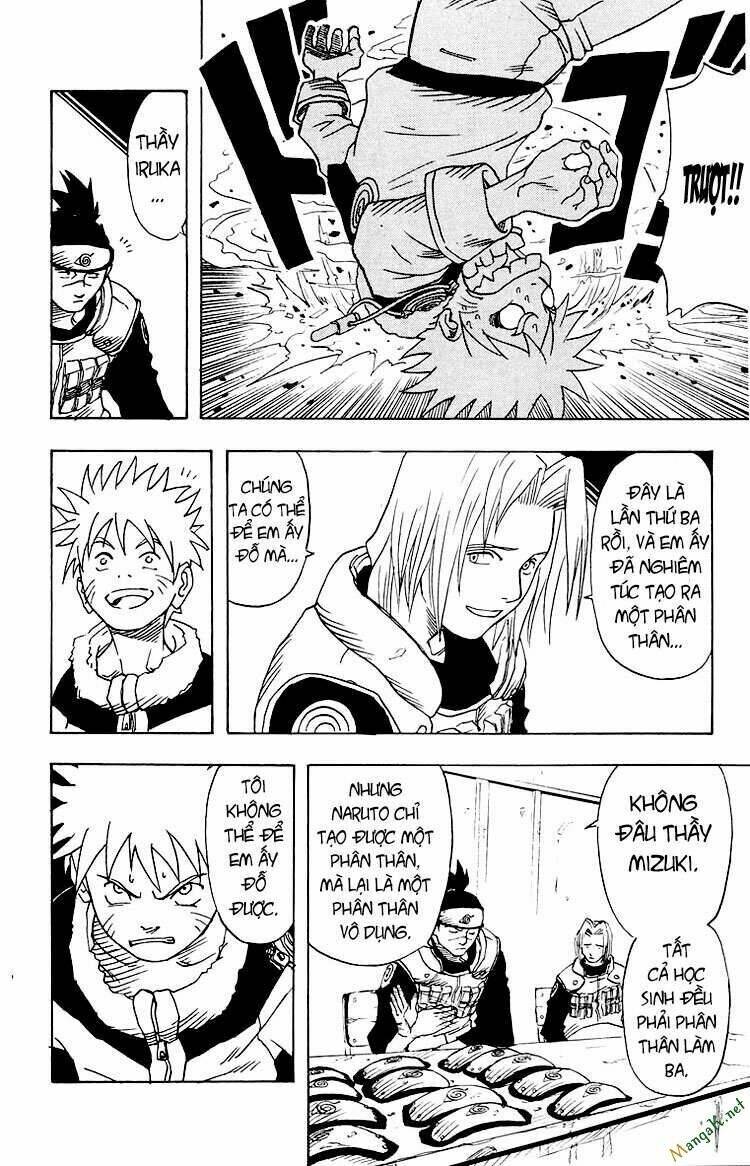 TRƯỢT!!
ドゴ
THẦY
IRUKA
...
ĐÂY LÀ
LẦN THỨ BA
RỒI, VÀ EM ẤY
ĐÃ NGHIÊM
TÚC TẠO RA
MỘT PHÂN
THÂN...
CHÚNG
TA CÓ THỂ
ĐỂ EM ẤY
ĐỖ MÀ...
KHÔNG
ĐÂU THẦY
MIZUKI.
TẤT
CẢ HỌC
SINH ĐỀU
PHẢI PHÂN
THÂN LÀM
BA.
NHƯNG
NARUTO CHỈ
TẠO ĐƯỢC MỘT
PHÂN THÂN,
MÀ LẠI LÀ MỘT
PHÂN THÂN
VÔ DỤNG.
TÔI
KHÔNG
THỂ ĐỂ
EM ẤY
ĐỖ
ĐƯỢC.
MangaK.net